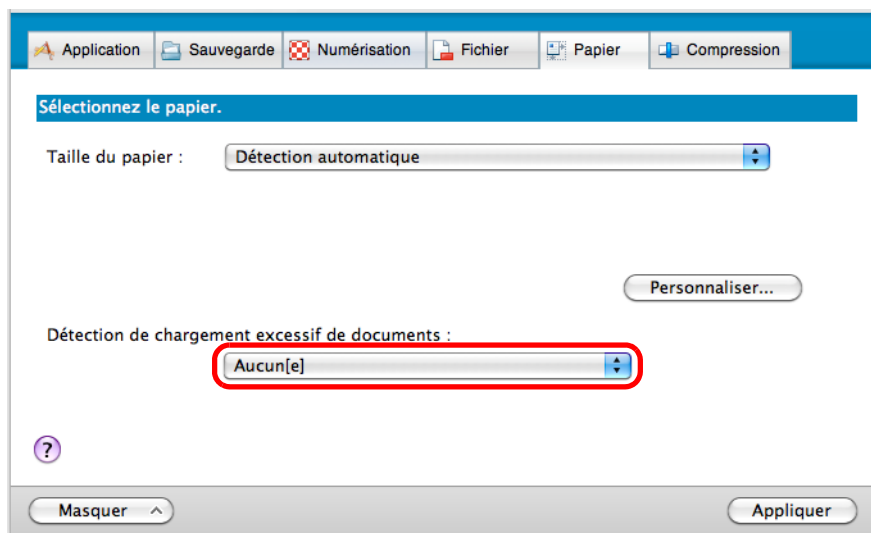 Application Sauvegarde Numérisation Fichier Papier Compression
Sélectionnez le papier.
Taille du papier : Détection automatique
Personnaliser...
Détection de chargement excessif de documents :
Aucun[e]
?
Masquer Appliquer